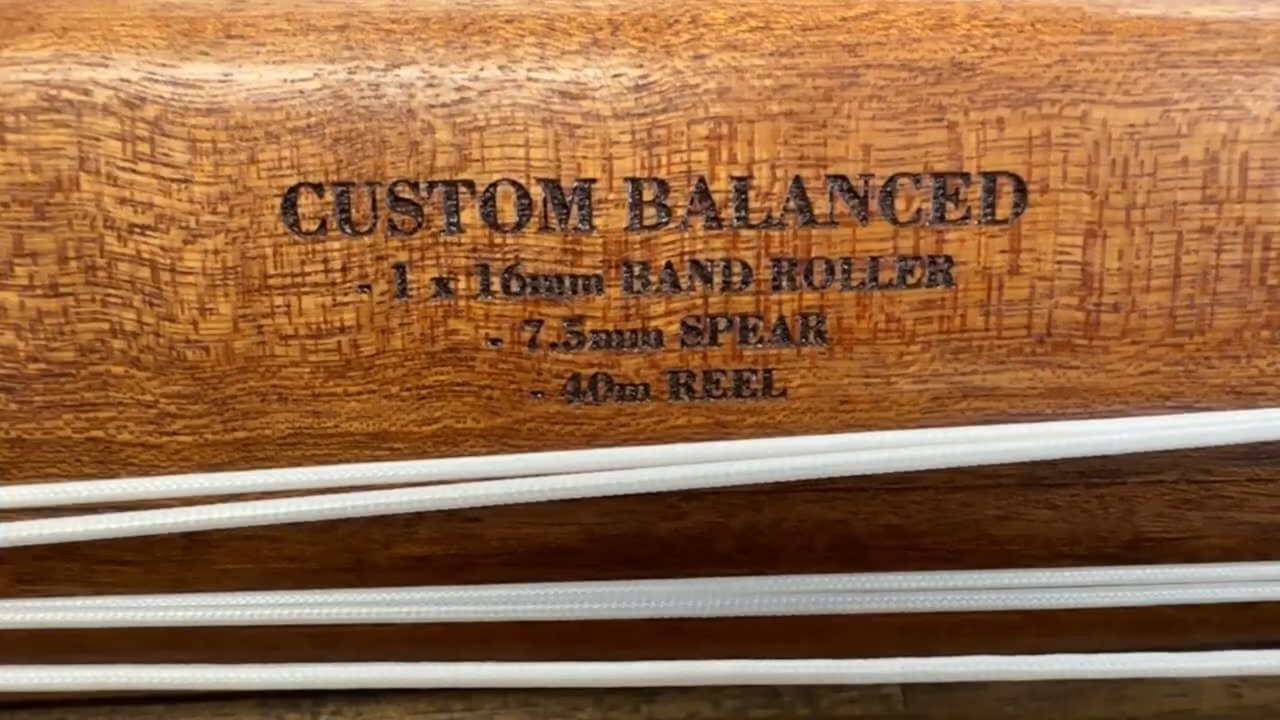 CUSTOM BALANCED
- 1 x 16mm BAND ROLLER
- 7.5mm SPEAR
- 40m REEL